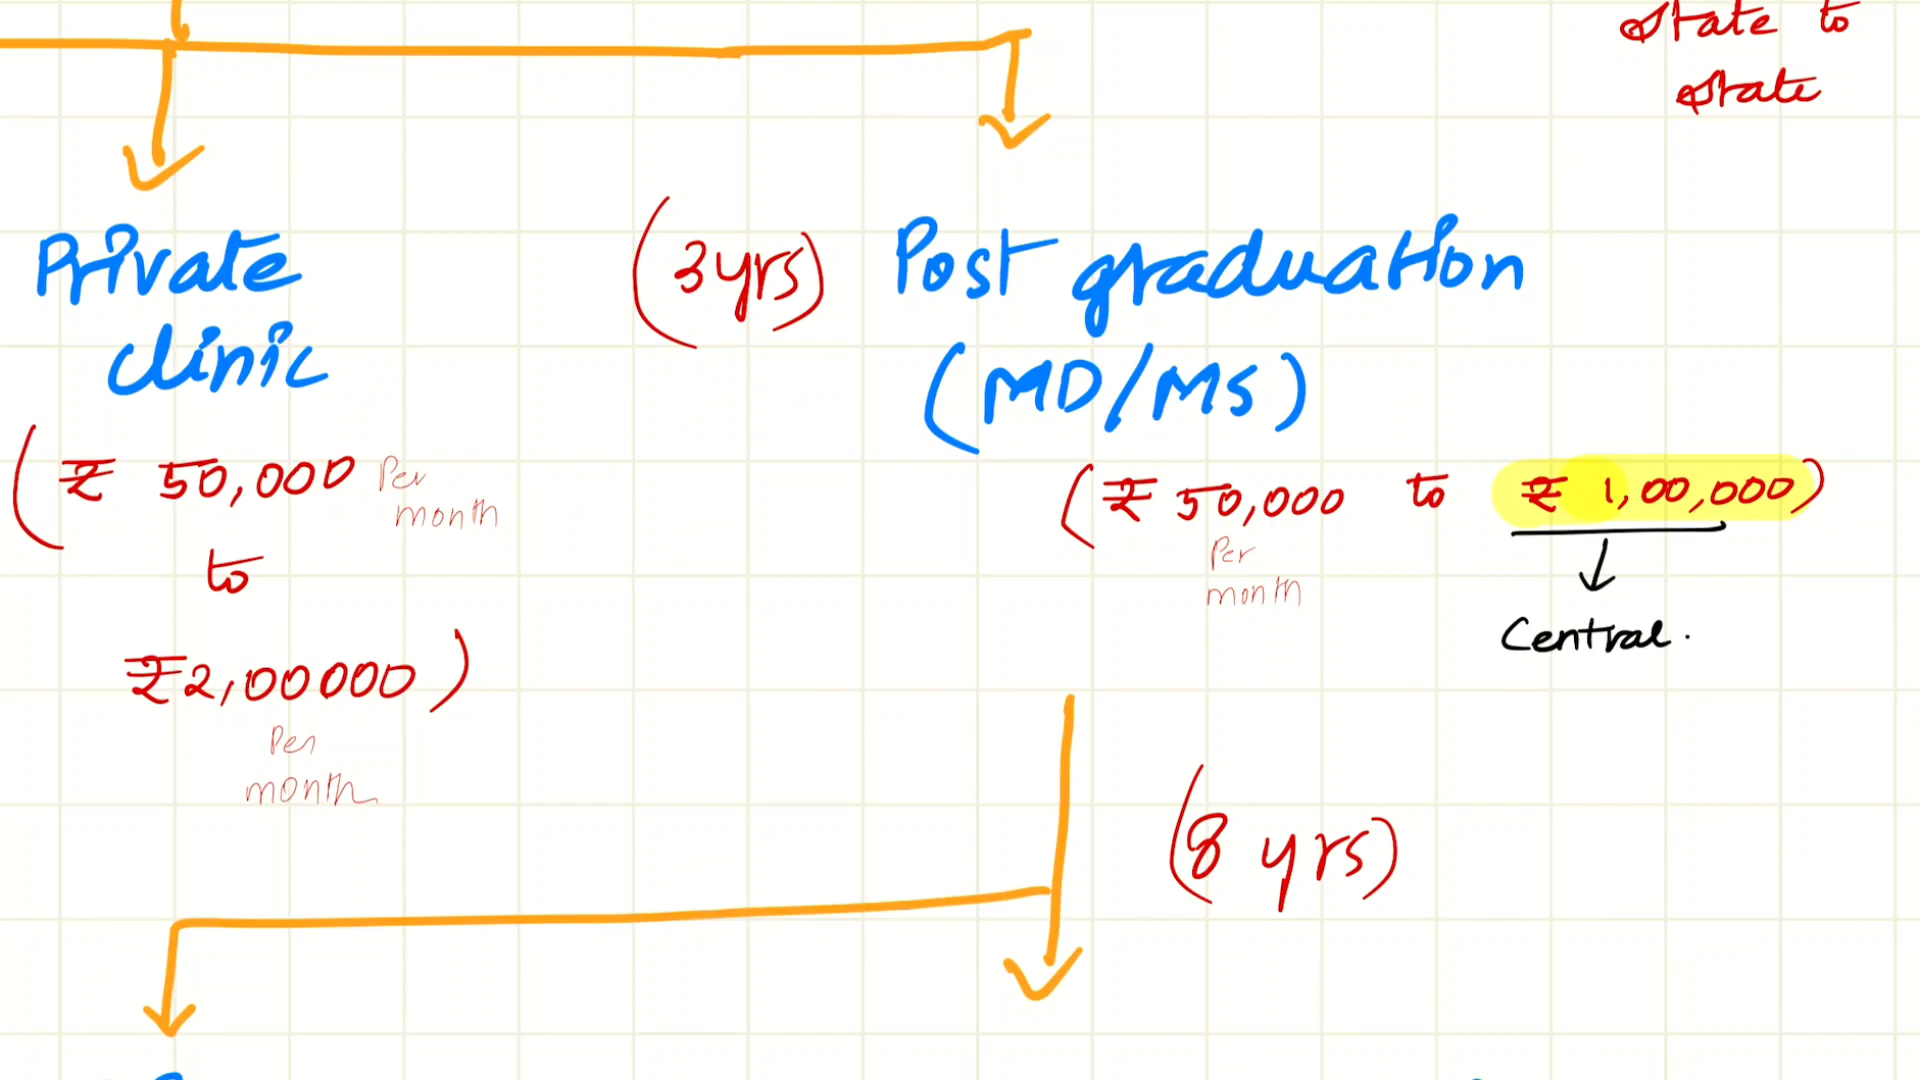 State to
State
Private
clinic
(₹ 50,000 Per
month
to
₹2,00000)
Per
month
(3yrs) Post graduation
(MD/MS)
(₹ 50,000 to ₹ 1,00,000)
Per
month
Central.
(8 yrs)